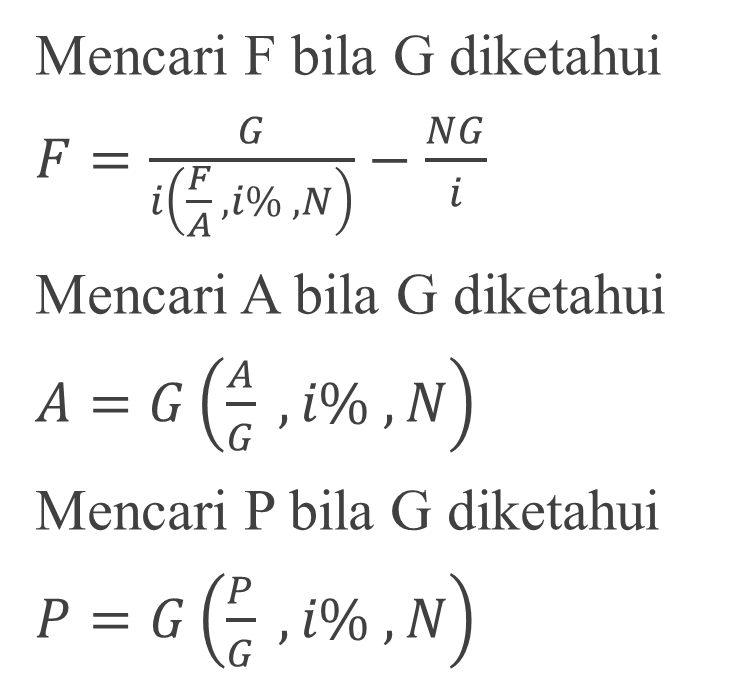 Mencari F bila G diketahui
F = G / i(F/A ,i% ,N) − NG / i
Mencari A bila G diketahui
A = G (A/G , i% , N)
Mencari P bila G diketahui
P = G (P/G , i% , N)